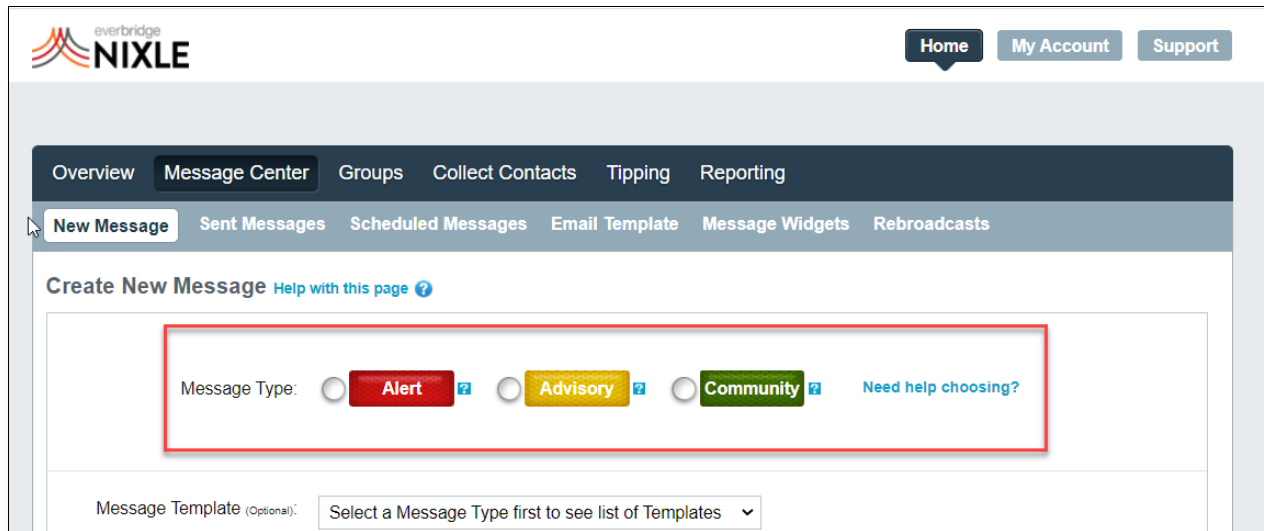 everbridge
NIXLE
Home My Account Support
Overview Message Center Groups Collect Contacts Tipping Reporting
New Message Sent Messages Scheduled Messages Email Template Message Widgets Rebroadcasts
Create New Message Help with this page ?
Message Type: Alert ? Advisory ? Community ? Need help choosing?
Message Template (Optional): Select a Message Type first to see list of Templates